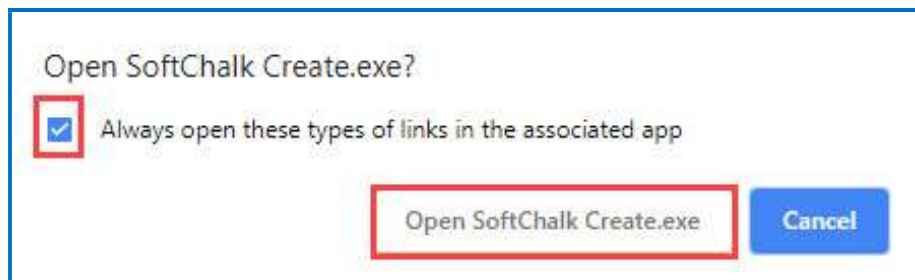 Open SoftChalk Create.exe?
Always open these types of links in the associated app
Open SoftChalk Create.exe
Cancel